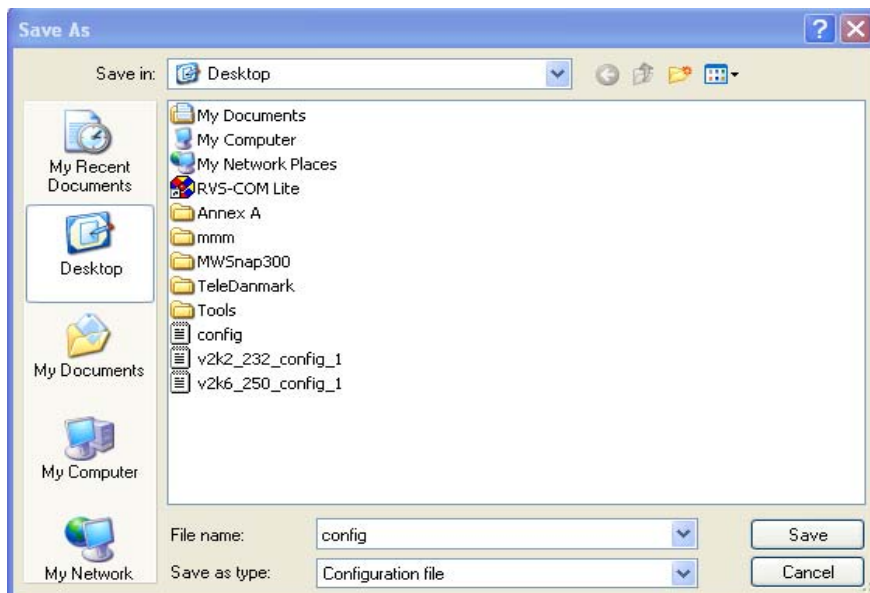 Save As
Save in: Desktop
My Recent
Documents
Desktop
My Documents
My Computer
My Network
My Documents
My Computer
My Network Places
RVS-COM Lite
Annex A
mmm
MWSnap300
TeleDanmark
Tools
config
v2k2_232_config_1
v2k6_250_config_1
File name: config
Save
Save as type: Configuration file
Cancel